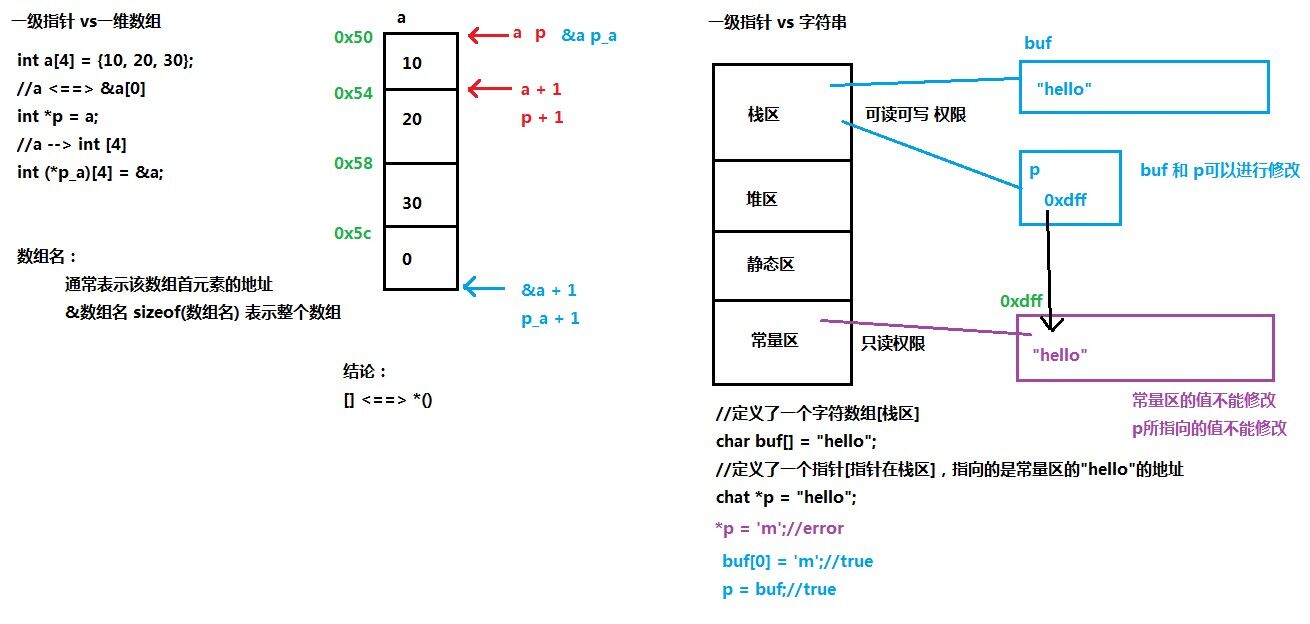 一级指针 vs一维数组
int a[4] = {10, 20, 30};
//a <==> &a[0]
int *p = a;
//a --> int [4]
int (*p_a)[4] = &a;
数组名：
通常表示该数组首元素的地址
&数组名 sizeof(数组名) 表示整个数组
a
0x50
a p &a p_a
10
0x54
a + 1
p + 1
20
0x58
30
0x5c
0
&a + 1
p_a + 1
结论：
[] <==> *()
一级指针 vs 字符串
buf
"hello"
栈区
可读可写 权限
p
0xdff
buf 和 p可以进行修改
堆区
静态区
0xdff
常量区
只读权限
"hello"
常量区的值不能修改
p所指向的值不能修改
//定义了一个字符数组[栈区]
char buf[] = "hello";
//定义了一个指针[指针在栈区]，指向的是常量区的"hello"的地址
chat *p = "hello";
*p = 'm';//error
buf[0] = 'm';//true
p = buf;//true